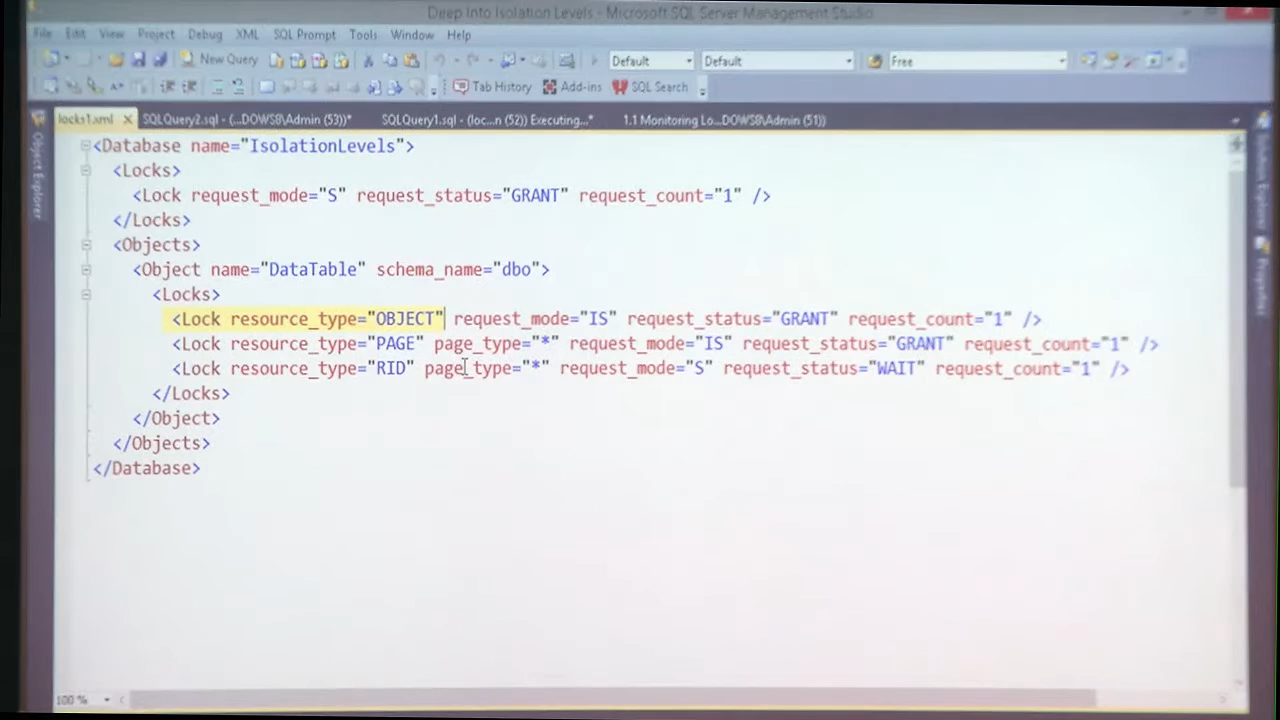 Deep into Isolation Levels - Microsoft SQL Server Management Studio
File Edit View Project Debug XML SQL Prompt Tools Window Help
New Query Default Default Free
Tab History Add-ins SQL Search
locks1.xml SQLQuery2.sql - (...DOWS8\Admin (53))* SQLQuery1.sql - (loc...n (52)) Executing...* 1.1 Monitoring Lo...DOWS8\Admin (51))
Object Explorer
Solution Explorer
Properties
<Database name="IsolationLevels">
<Locks>
<Lock request_mode="S" request_status="GRANT" request_count="1" />
</Locks>
<Objects>
<Object name="DataTable" schema_name="dbo">
<Locks>
<Lock resource_type="OBJECT" request_mode="IS" request_status="GRANT" request_count="1" />
<Lock resource_type="PAGE" page_type="*" request_mode="IS" request_status="GRANT" request_count="1" />
<Lock resource_type="RID" page_type="*" request_mode="S" request_status="WAIT" request_count="1" />
</Locks>
</Object>
</Objects>
</Database>
100 %